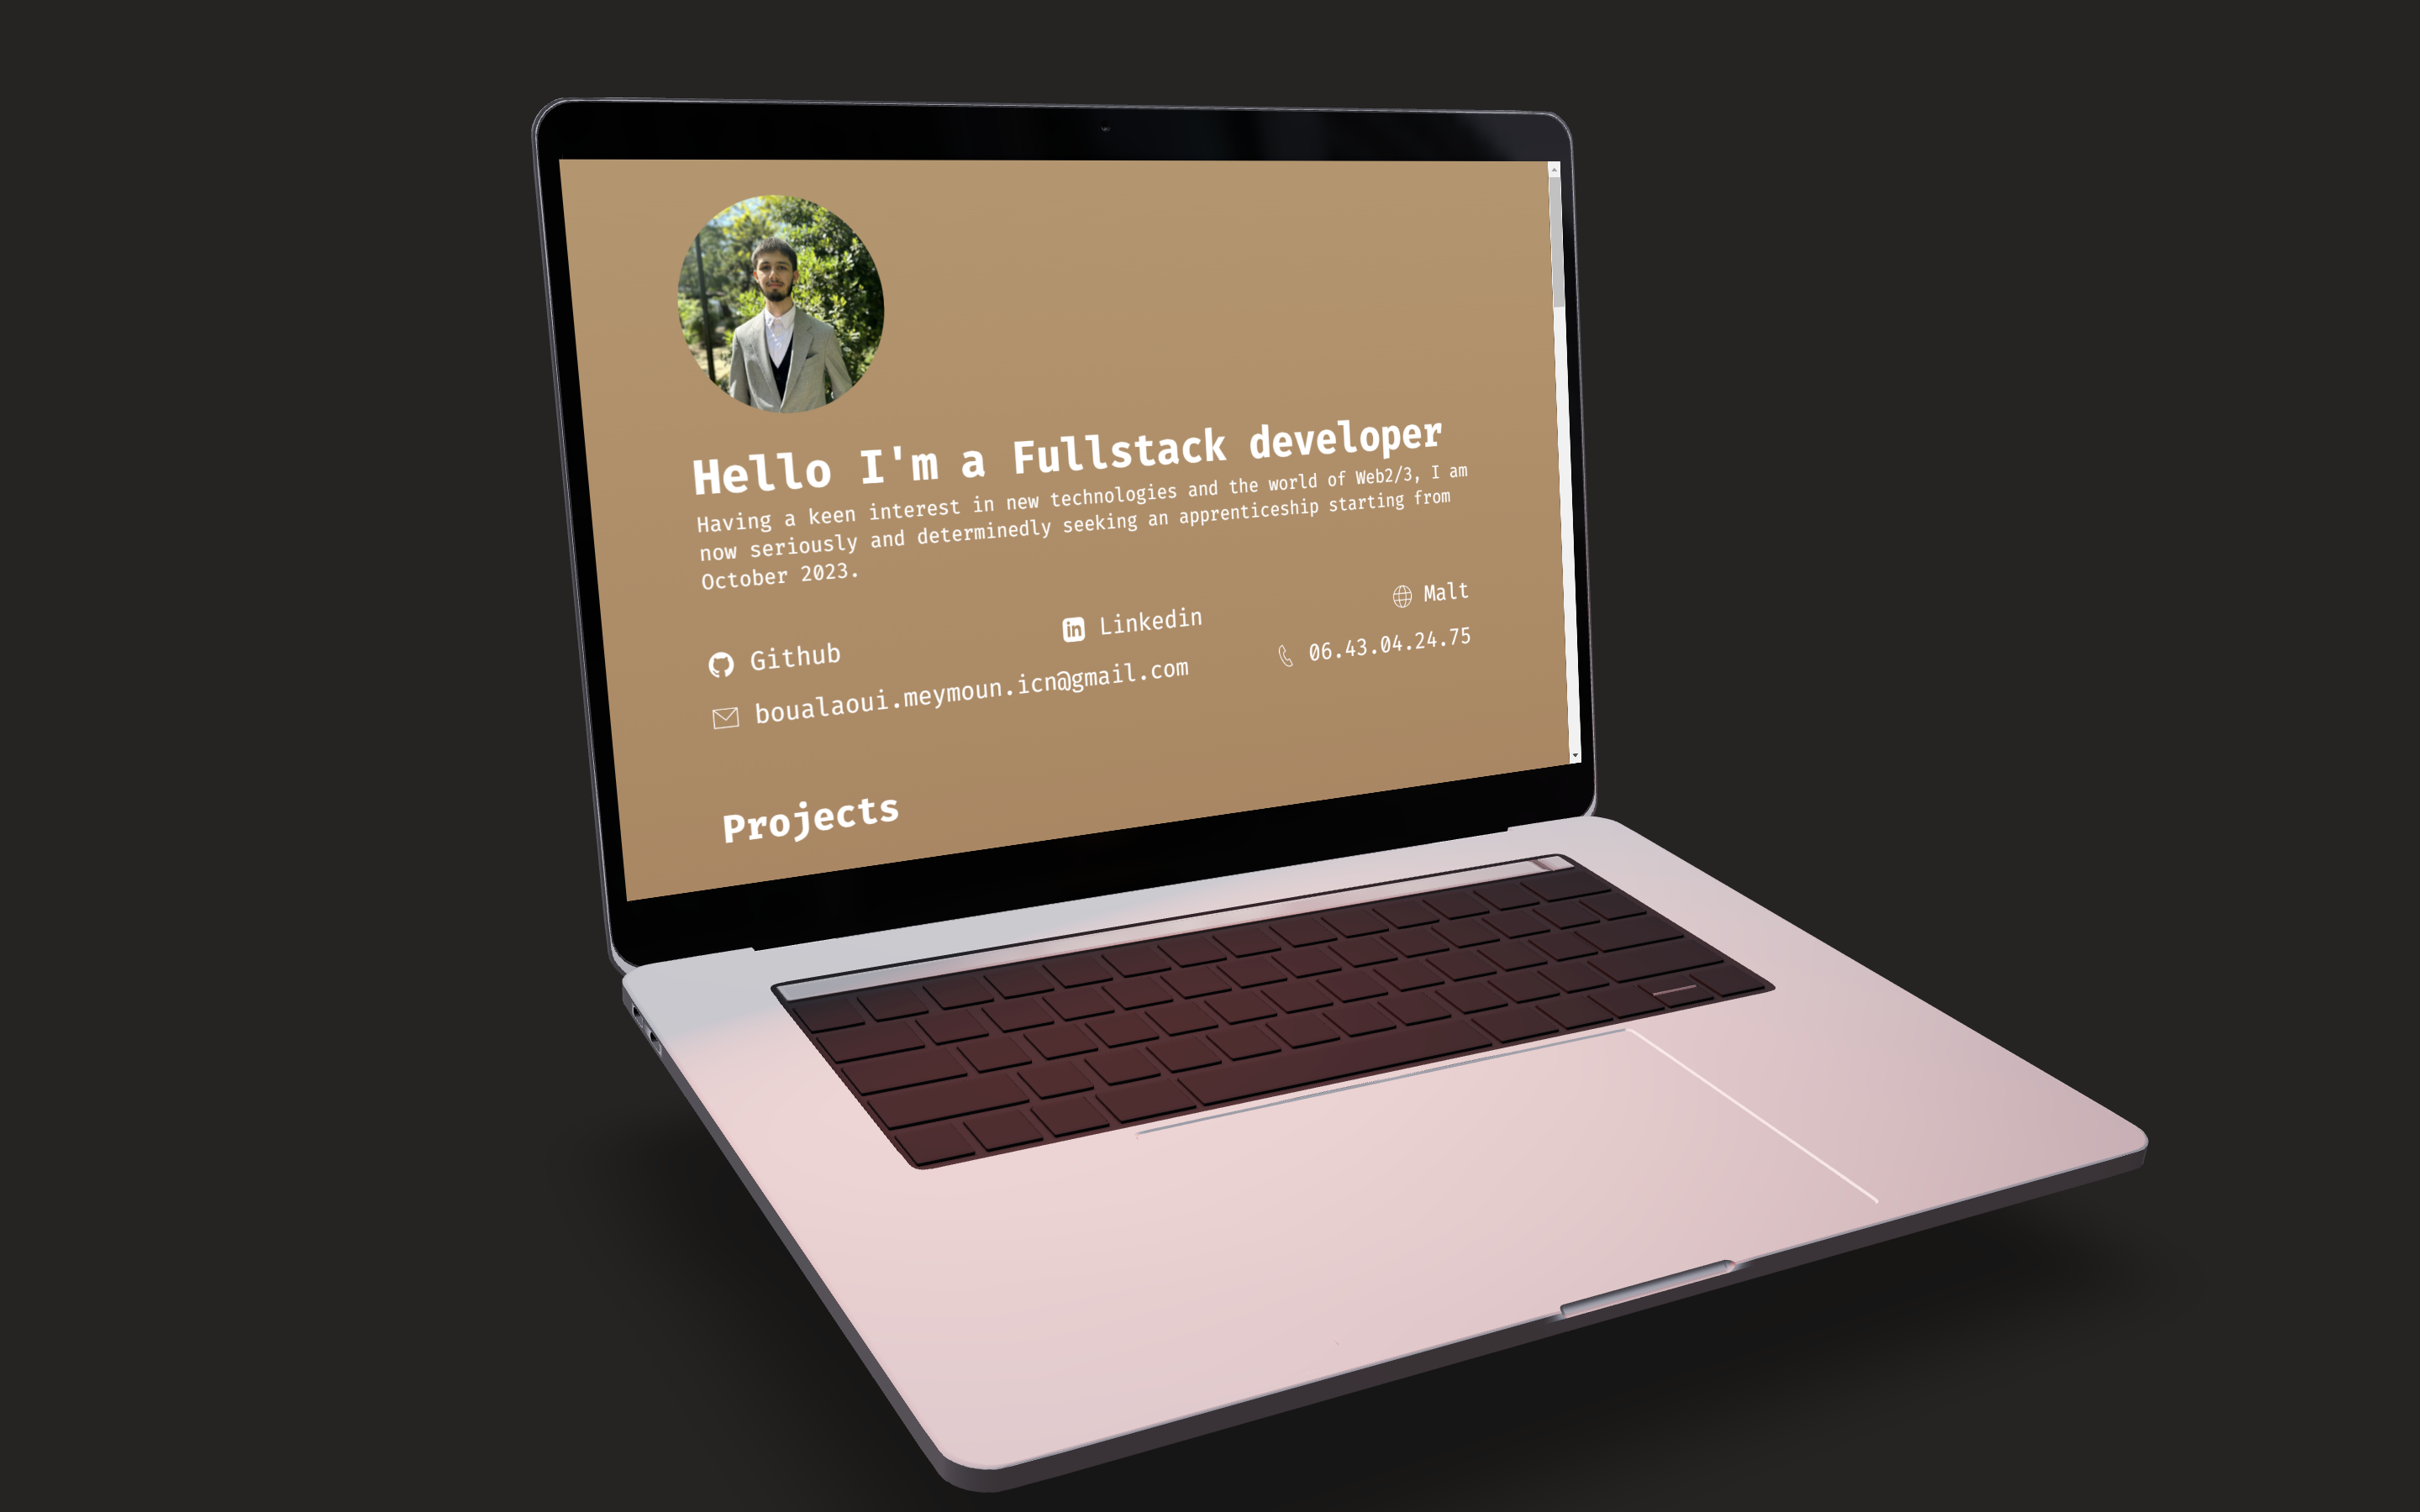 Hello I'm a Fullstack developer
Having a keen interest in new technologies and the world of Web2/3, I am
now seriously and determinedly seeking an apprenticeship starting from
October 2023.
Github
Linkedin
Malt
boualaoui.meymoun.icn@gmail.com
06.43.04.24.75
Projects